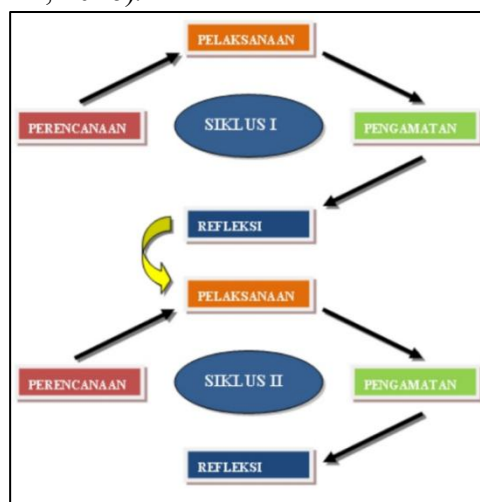 PELAKSANAAN
PERENCANAAN
SIKLUS I
PENGAMATAN
REFLEKSI
PELAKSANAAN
PERENCANAAN
SIKLUS II
PENGAMATAN
REFLEKSI